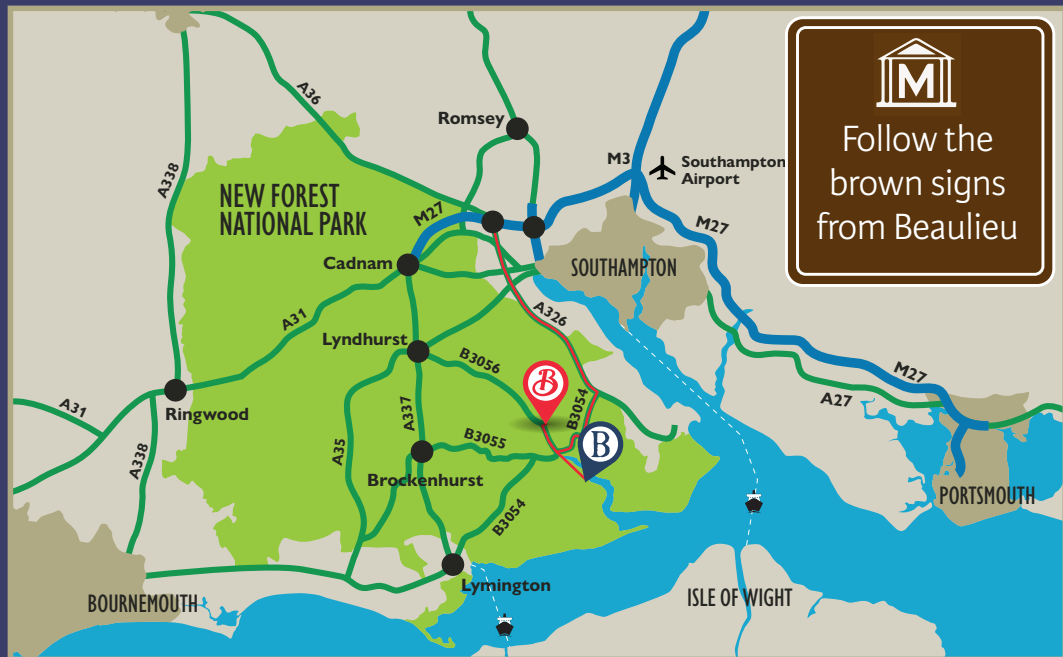 A36
Romsey
M3
Southampton
Airport
A338
NEW FOREST
NATIONAL PARK
M27
M27
Cadnam
SOUTHAMPTON
A31
A326
Lyndhurst
B3056
M27
A27
B
B3054
A31
Ringwood
A337
A338
A35
B3055
B
Brockenhurst
PORTSMOUTH
B3054
Lymington
BOURNEMOUTH
ISLE OF WIGHT
M
Follow the
brown signs
from Beaulieu